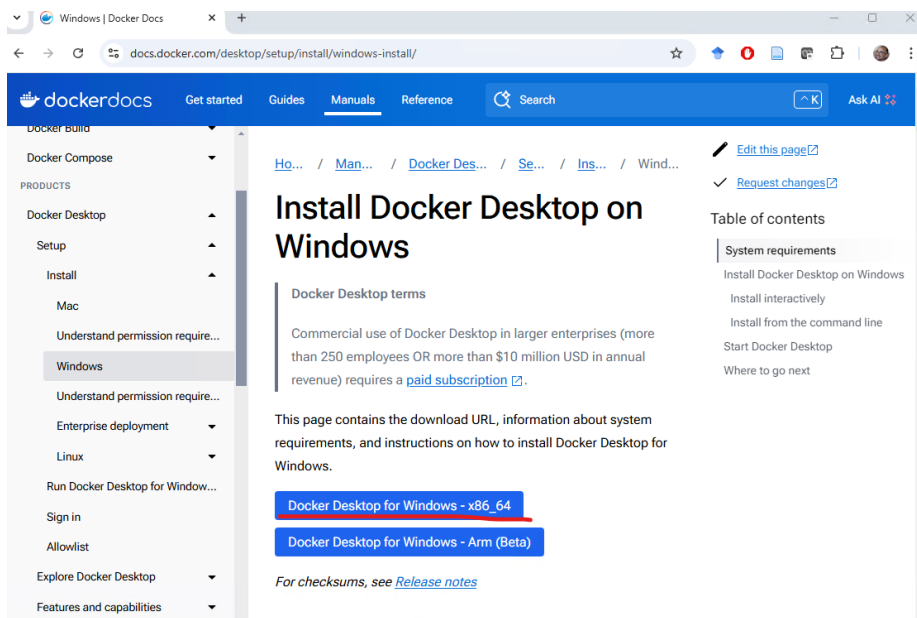 Windows | Docker Docs
docs.docker.com/desktop/setup/install/windows-install/
dockerdocs
Get started
Guides
Manuals
Reference
Search
^ K
Ask AI
Docker Build
Docker Compose
PRODUCTS
Docker Desktop
Setup
Install
Mac
Understand permission require...
Windows
Understand permission require...
Enterprise deployment
Linux
Run Docker Desktop for Window...
Sign in
Allowlist
Explore Docker Desktop
Features and capabilities
Ho... / Man... / Docker Des... / Se... / Ins... / Wind...
Install Docker Desktop on
Windows
Docker Desktop terms
Commercial use of Docker Desktop in larger enterprises (more
than 250 employees OR more than $10 million USD in annual
revenue) requires a paid subscription.
This page contains the download URL, information about system
requirements, and instructions on how to install Docker Desktop for
Windows.
Docker Desktop for Windows - x86_64
Docker Desktop for Windows - Arm (Beta)
For checksums, see Release notes
Edit this page
Request changes
Table of contents
System requirements
Install Docker Desktop on Windows
Install interactively
Install from the command line
Start Docker Desktop
Where to go next